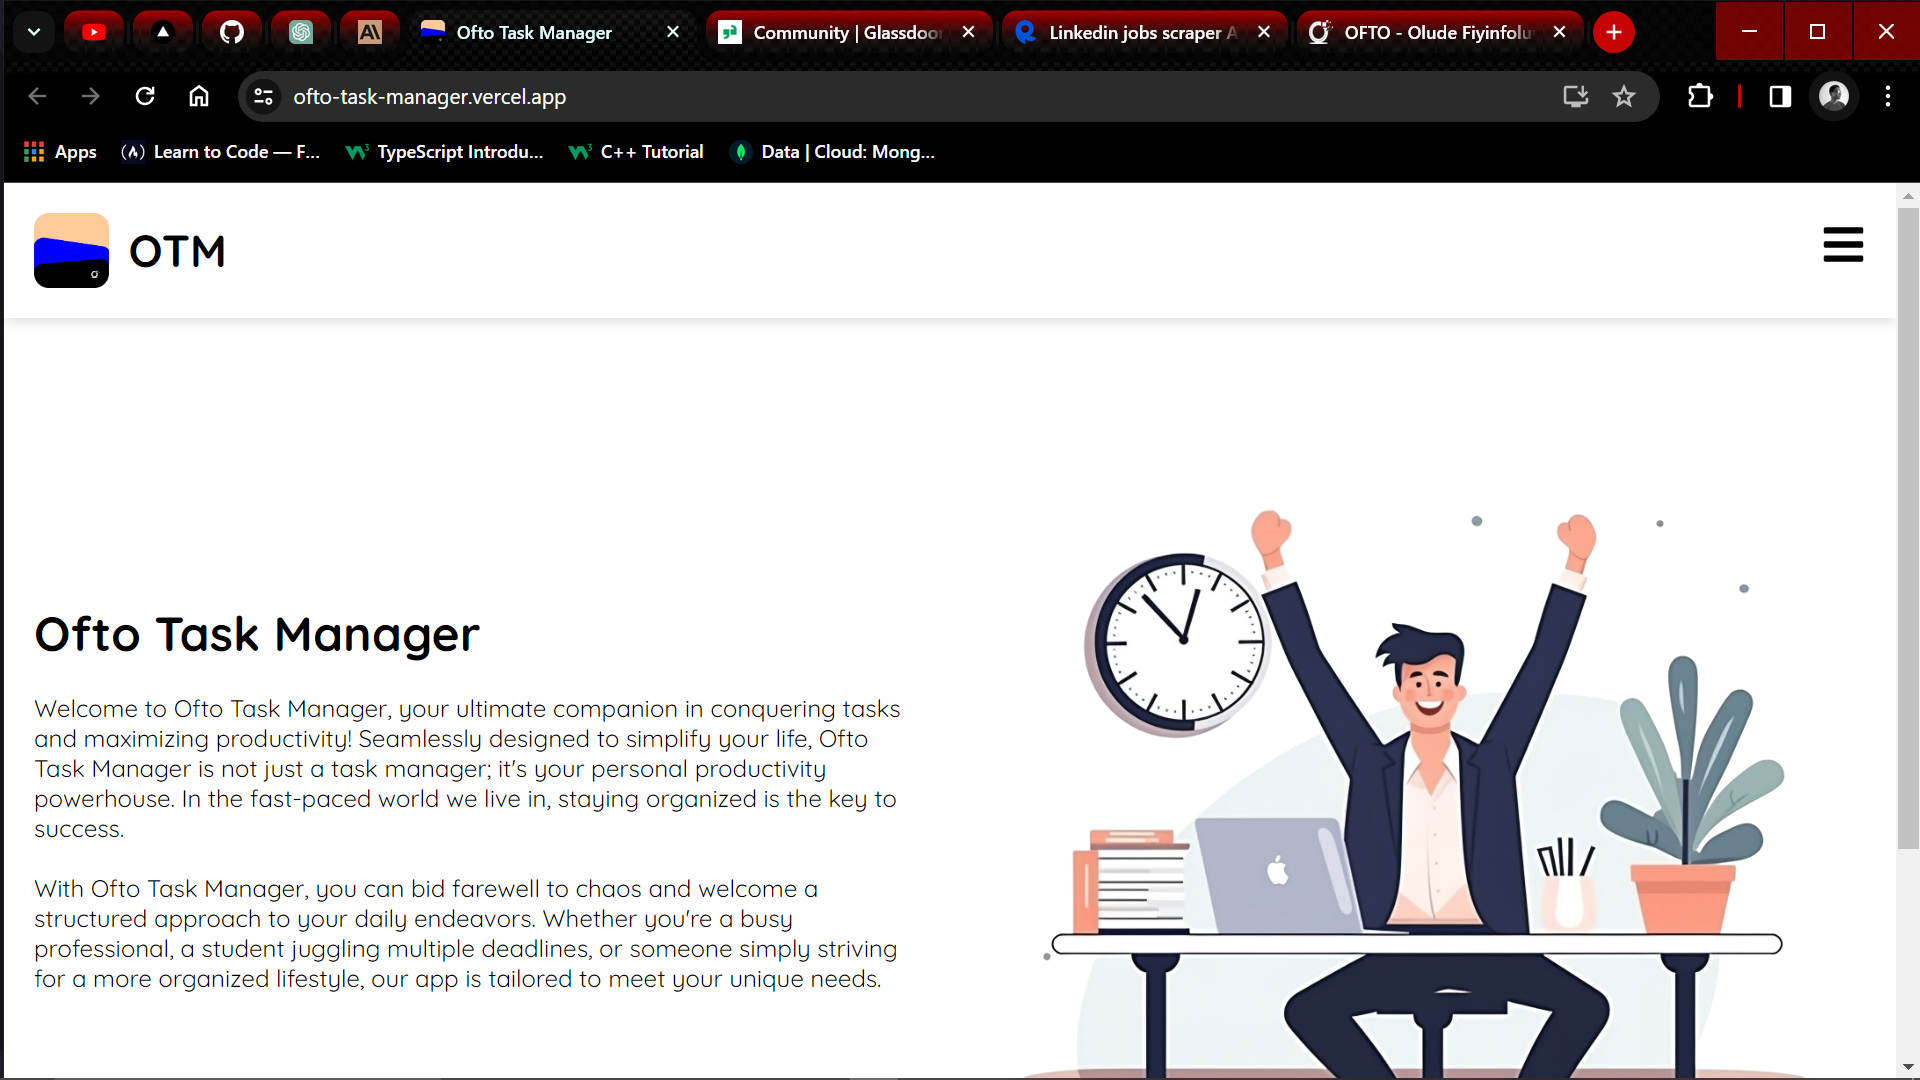 Ofto Task Manager
Community | Glassdoor
Linkedin jobs scraper A
OFTO - Olude Fiyinfolu
ofto-task-manager.vercel.app
Apps
Learn to Code — F...
TypeScript Introdu...
C++ Tutorial
Data | Cloud: Mong...
OTM
Ofto Task Manager
Welcome to Ofto Task Manager, your ultimate companion in conquering tasks
and maximizing productivity! Seamlessly designed to simplify your life, Ofto
Task Manager is not just a task manager; it's your personal productivity
powerhouse. In the fast-paced world we live in, staying organized is the key to
success.
With Ofto Task Manager, you can bid farewell to chaos and welcome a
structured approach to your daily endeavors. Whether you're a busy
professional, a student juggling multiple deadlines, or someone simply striving
for a more organized lifestyle, our app is tailored to meet your unique needs.